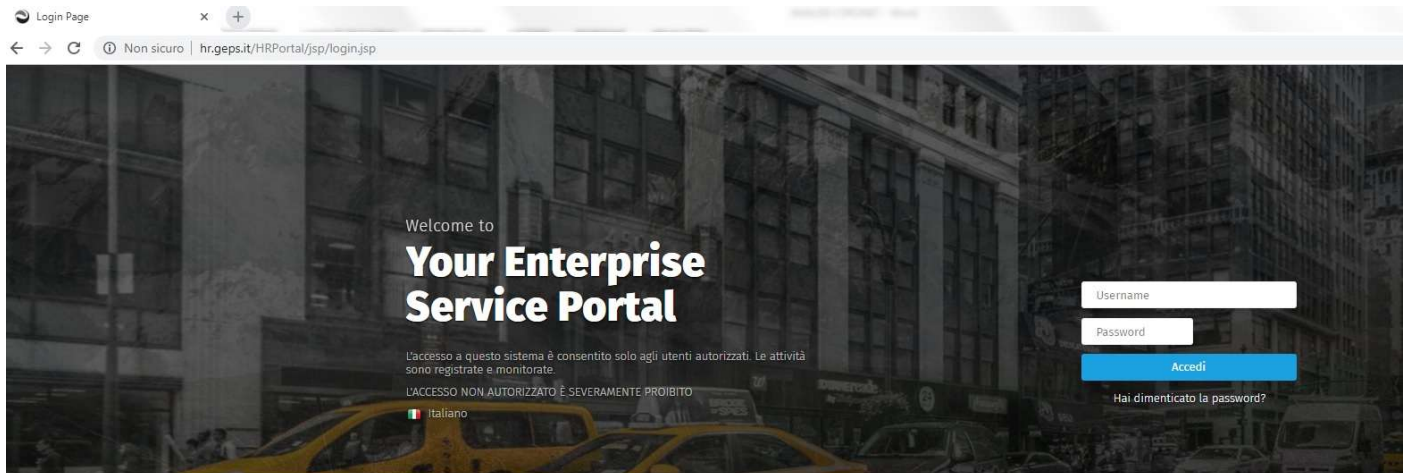 Login Page
Non sicuro | hr.geps.it/HRPortal/jsp/login.jsp
Welcome to
Your Enterprise
Service Portal
L'accesso a questo sistema è consentito solo agli utenti autorizzati. Le attività
sono registrate e monitorate.
L'ACCESSO NON AUTORIZZATO È SEVERAMENTE PROIBITO
Italiano
Username
Password
Accedi
Hai dimenticato la password?